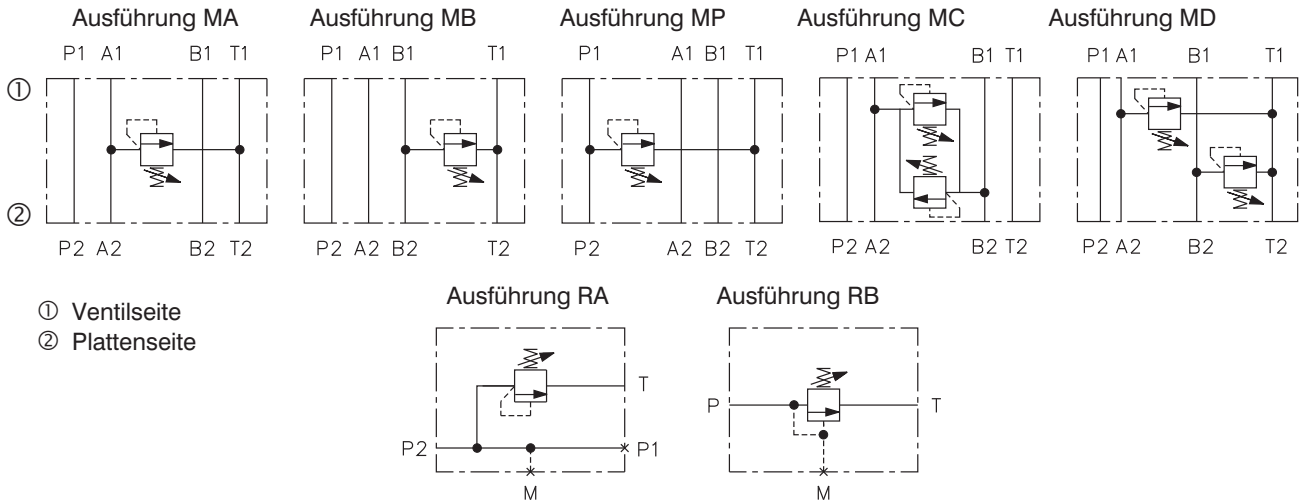 Ausführung MA Ausführung MB Ausführung MP Ausführung MC Ausführung MD
P1 A1 B1 T1 P1 A1 B1 T1 P1 A1 B1 T1 P1 A1 B1 T1 P1 A1 B1 T1
①
②
P2 A2 B2 T2 P2 A2 B2 T2 P2 A2 B2 T2 P2 A2 B2 T2 P2 A2 B2 T2
① Ventilseite
② Plattenseite
Ausführung RA Ausführung RB
T
P2 P1
M
P T
M